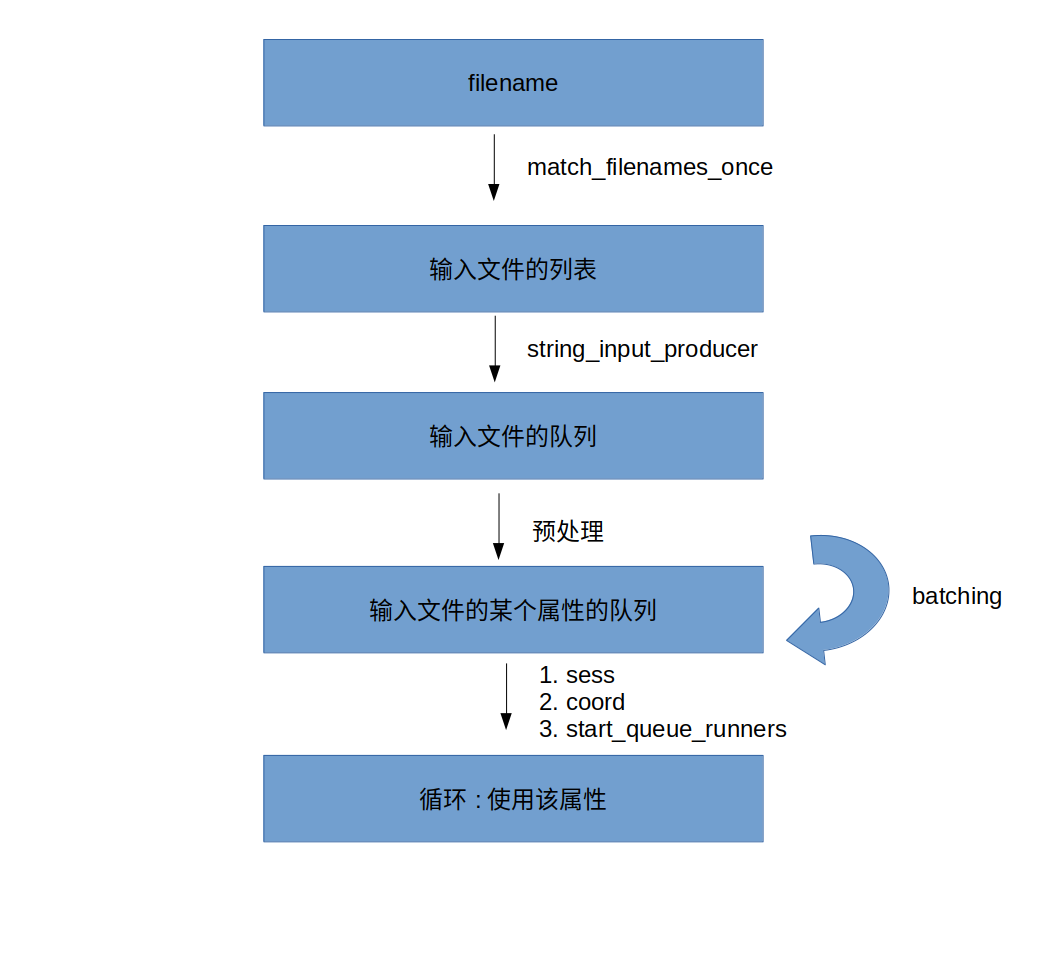 filename
match_filenames_once
输入文件的列表
string_input_producer
输入文件的队列
预处理
输入文件的某个属性的队列
batching
1. sess
2. coord
3. start_queue_runners
循环：使用该属性